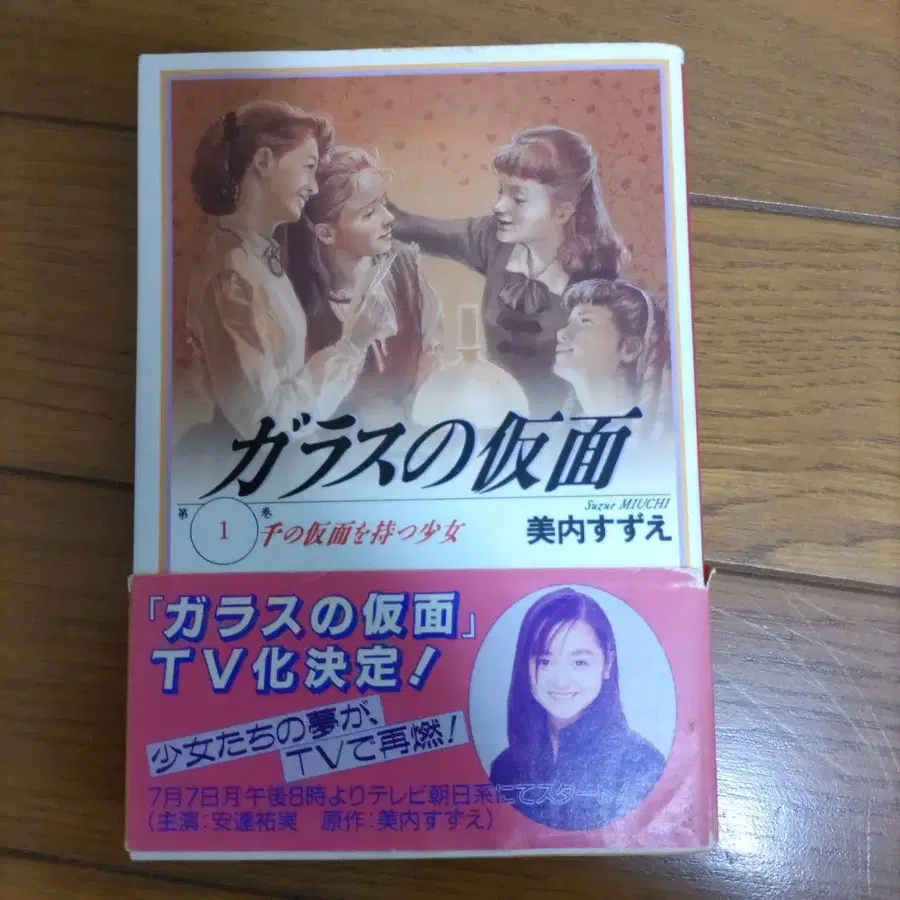 ガラスの仮面
Suzue MIUCHI
第1巻 千の仮面を持つ少女 美内すずえ
「ガラスの仮面」
TV化決定!
少女たちの夢が、
TVで再燃!
7月7日月午後8時よりテレビ朝日系にてスタート!
(主演:安達祐実 原作:美内すずえ)